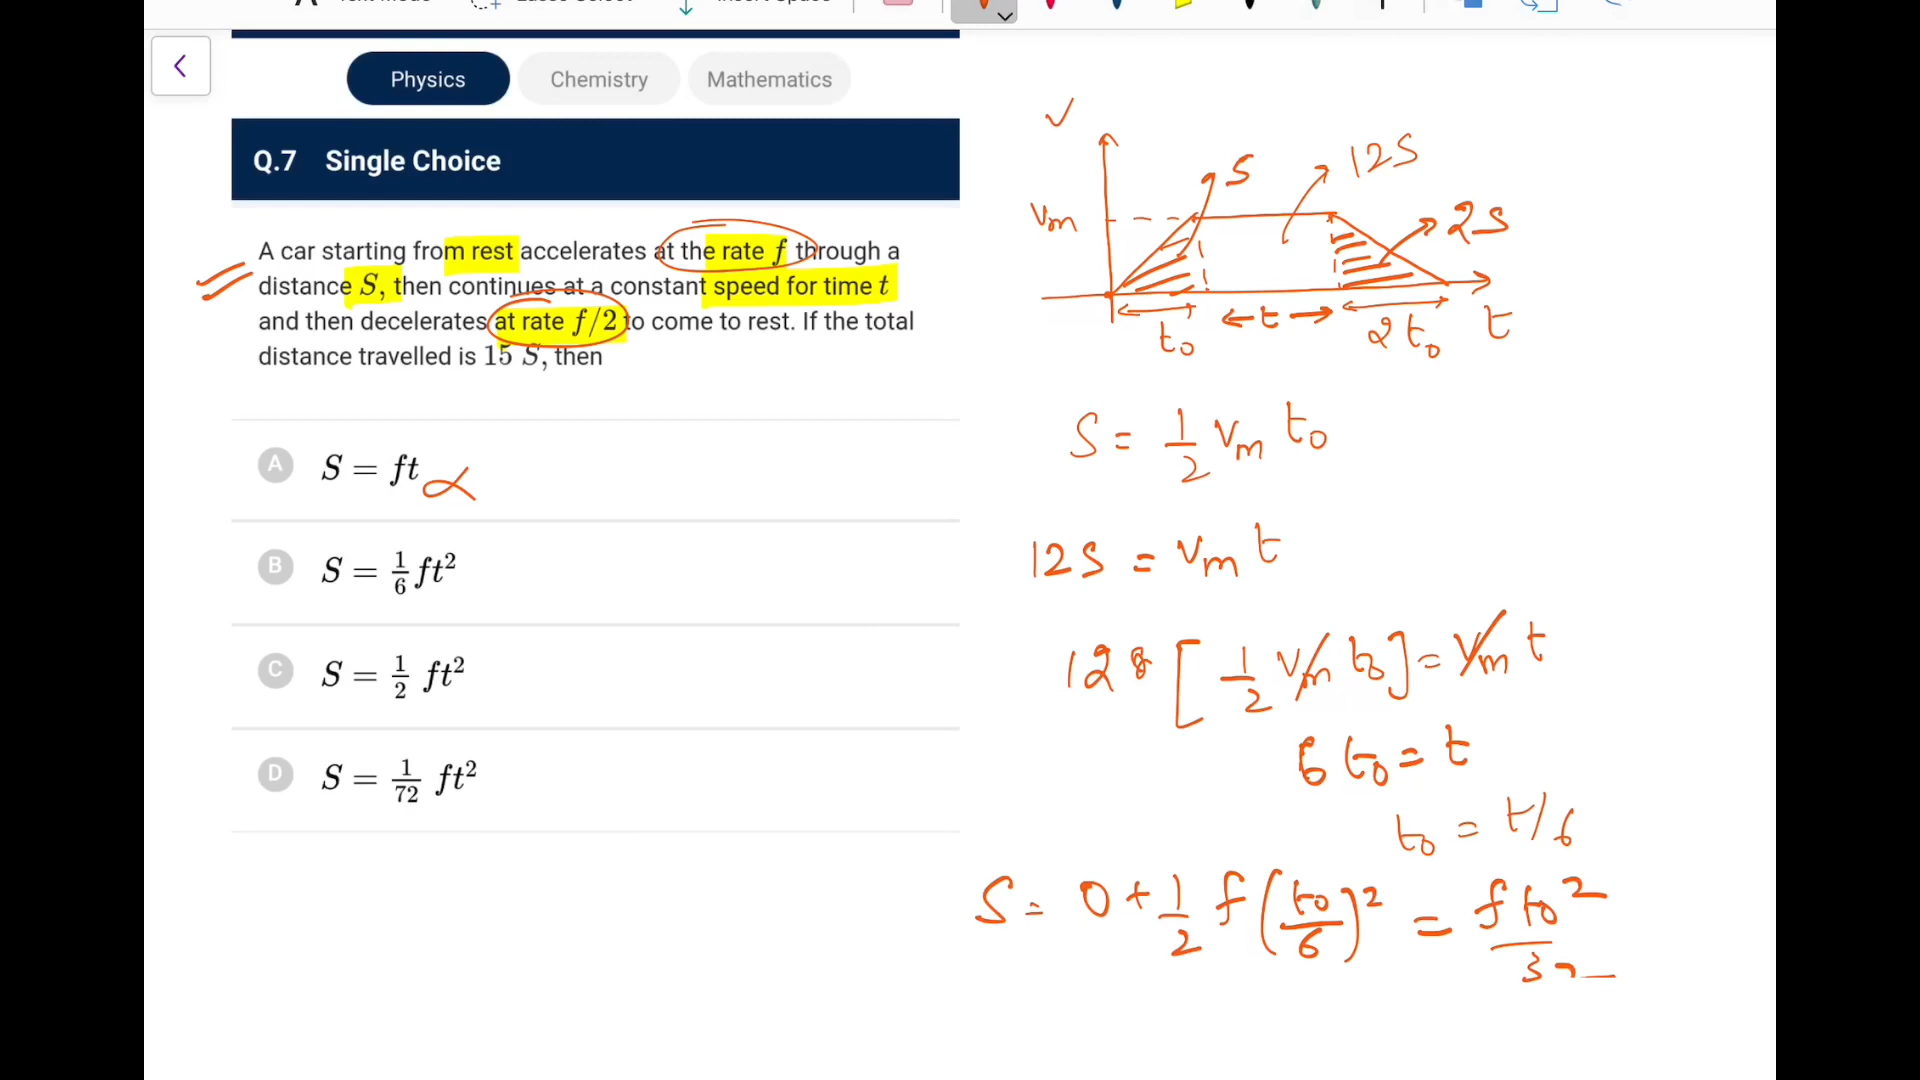 Physics Chemistry Mathematics
Q.7 Single Choice
A car starting from rest accelerates at the rate f through a
distance S, then continues at a constant speed for time t
and then decelerates at rate f/2 to come to rest. If the total
distance travelled is 15 S, then
A S = ft
B S = 1/6 ft²
C S = 1/2 ft²
D S = 1/72 ft²
S 12S
Vm 2S
t₀ ←t→ 2t₀ t
S = 1/2 Vm t₀
12S = Vm t
[1/2 Vm t₀] = Vm t
6 t₀ = t
t₀ = t/6
S = 0 + 1/2 f (t₀/6)² = f t₀²